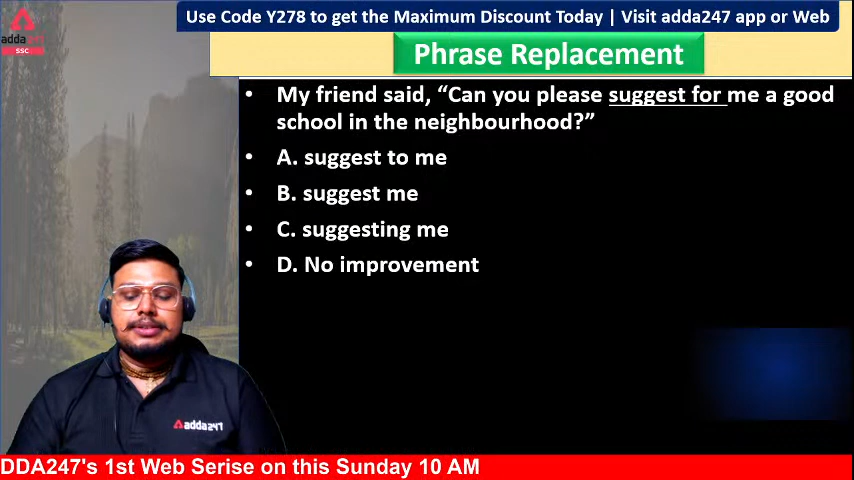 Use Code Y278 to get the Maximum Discount Today | Visit adda247 app or Web
adda247
SSC
Phrase Replacement
• My friend said, “Can you please suggest for me a good
school in the neighbourhood?”
• A. suggest to me
• B. suggest me
• C. suggesting me
• D. No improvement
adda247
DDA247's 1st Web Serise on this Sunday 10 AM